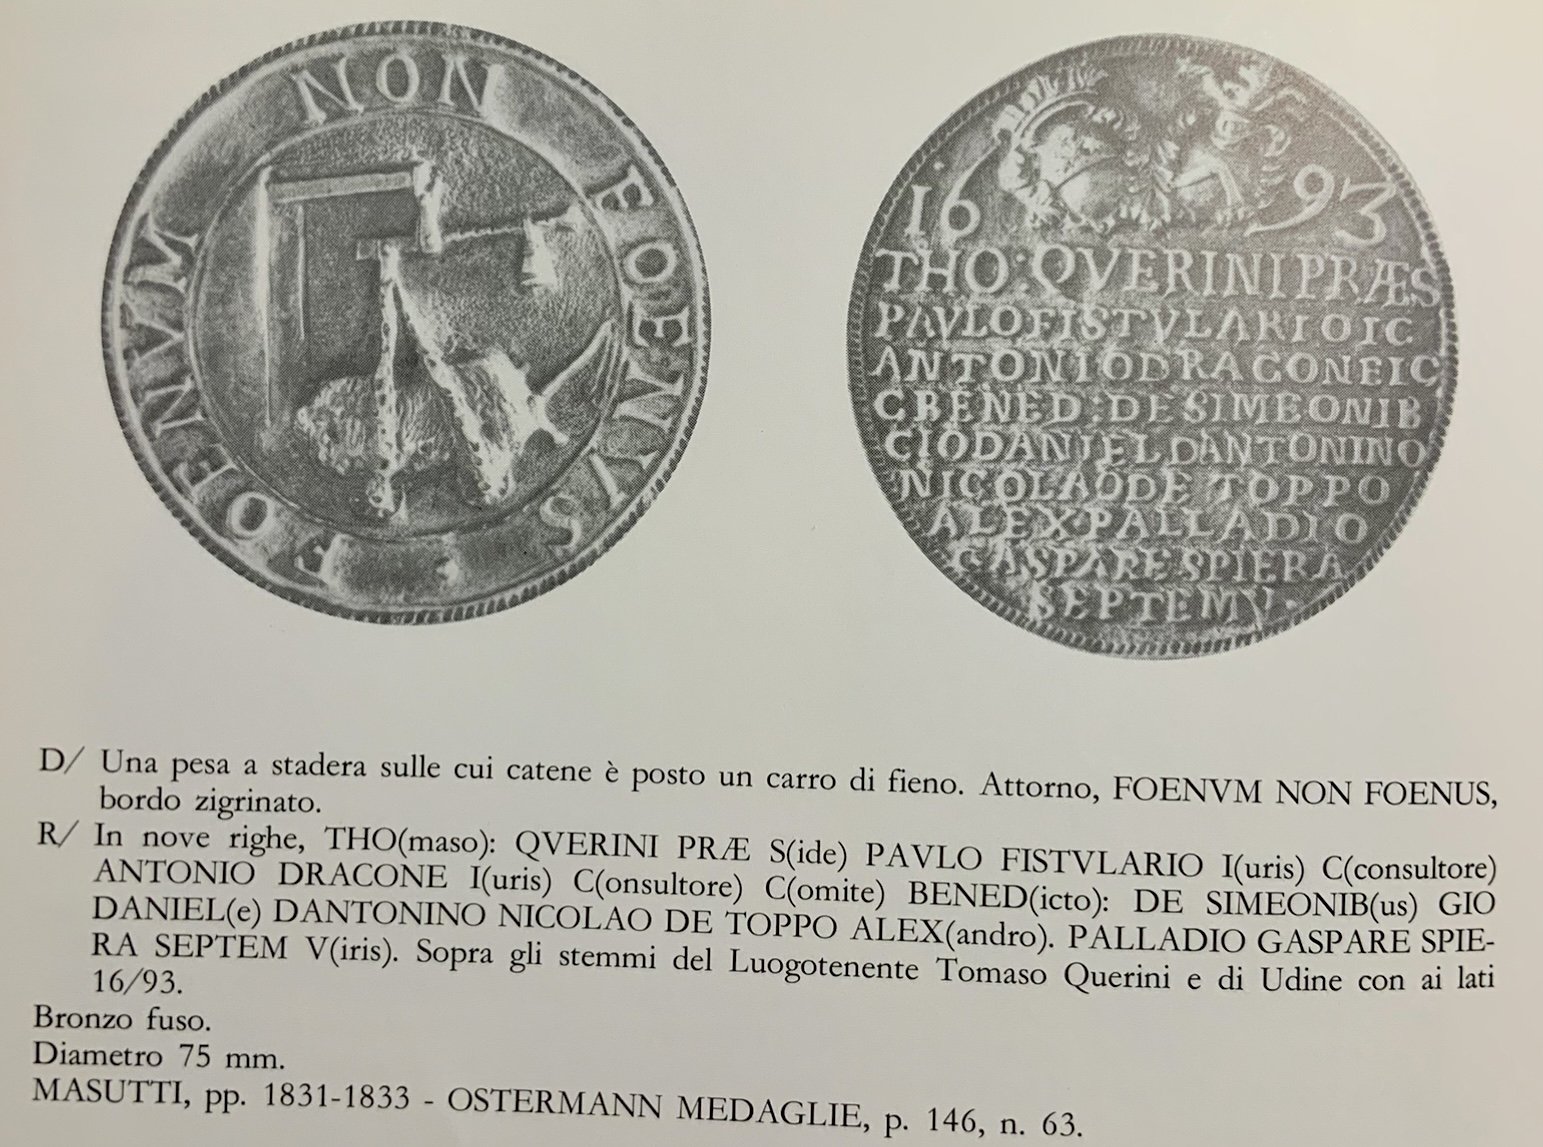 FOENVM NON FOENVS
16 93
THO: QVERINI PRÆS
PAVLO FISTVLARIO IC
ANTONIO DRACONE IC
C BENED: DE SIMEONIB
GIO DANIEL DANTONINO
NICOLAO DE TOPPO
ALEX PALLADIO
GASPARE SPIERA
SEPTEM V.
D/ Una pesa a stadera sulle cui catene è posto un carro di fieno. Attorno, FOENVM NON FOENUS,
bordo zigrinato.
R/ In nove righe, THO(maso): QVERINI PRÆ S(ide) PAVLO FISTVLARIO I(uris) C(consultore)
ANTONIO DRACONE I(uris) C(onsultore) C(omite) BENED(icto): DE SIMEONIB(us) GIO
DANIEL(e) DANTONINO NICOLAO DE TOPPO ALEX(andro). PALLADIO GASPARE SPIE-
RA SEPTEM V(iris). Sopra gli stemmi del Luogotenente Tomaso Querini e di Udine con ai lati
16/93.
Bronzo fuso.
Diametro 75 mm.
MASUTTI, pp. 1831-1833 - OSTERMANN MEDAGLIE, p. 146, n. 63.